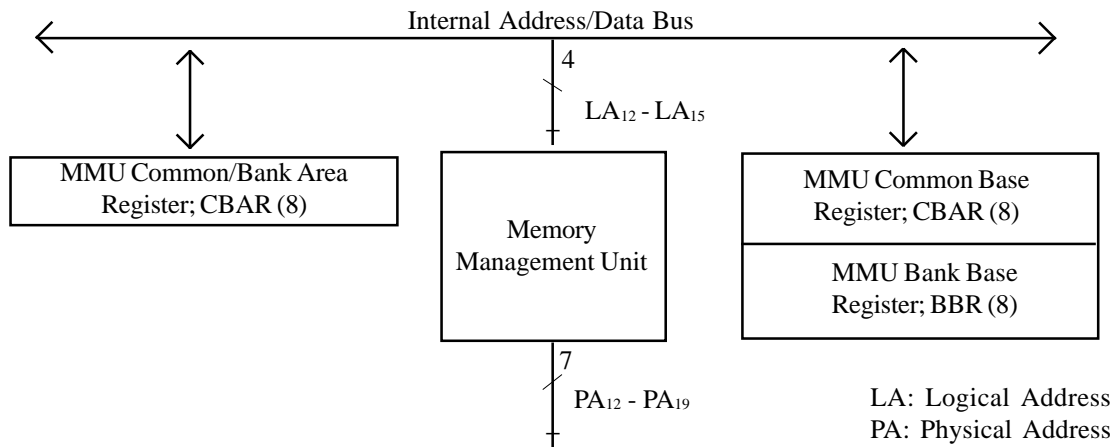 Internal Address/Data Bus
4
LA12 - LA15
MMU Common/Bank Area
Register; CBAR (8)
Memory
Management Unit
MMU Common Base
Register; CBAR (8)
MMU Bank Base
Register; BBR (8)
7
PA12 - PA19
LA: Logical Address
PA: Physical Address